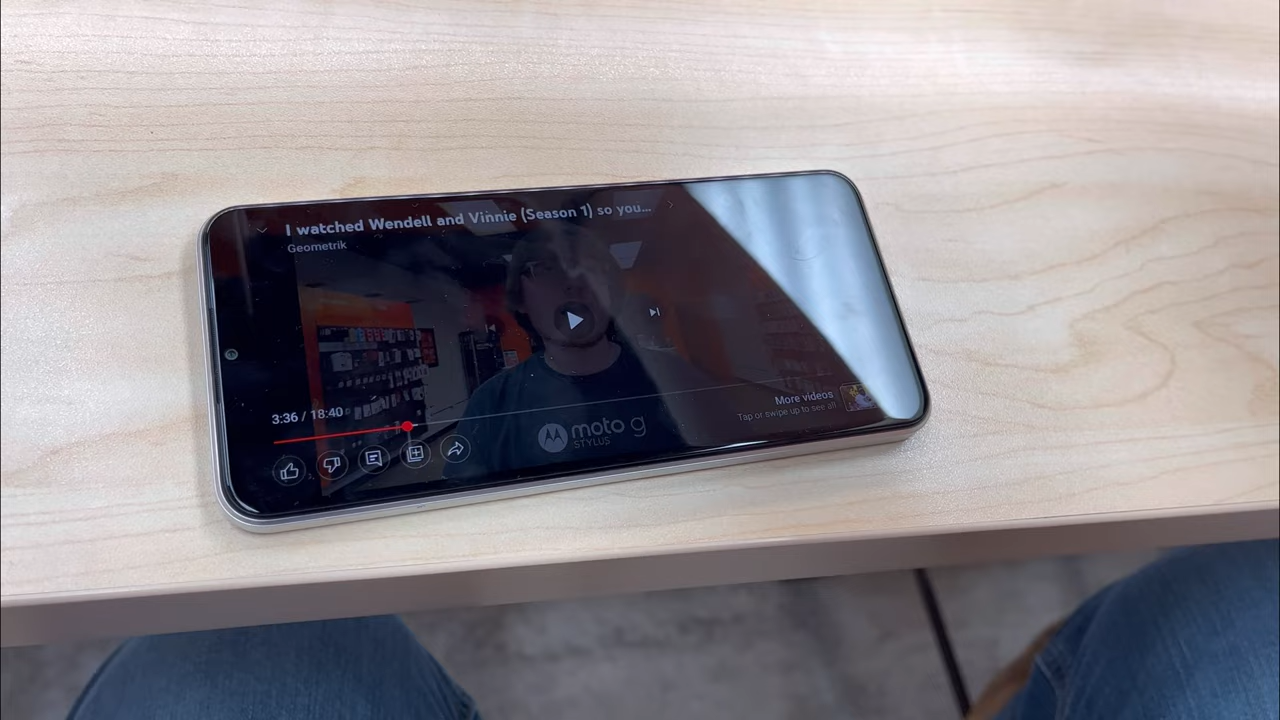 I watched Wendell and Vinnie (Season 1) so you...
Geometrik
3:36 / 18:40
More videos
Tap or swipe up to see all
moto g
STYLUS